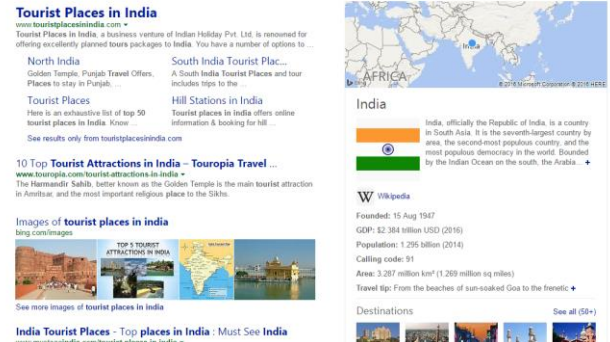 Tourist Places in India
www.touristplacesinindia.com
Tourist Places in India, a business venture of Indian Holiday Pvt. Ltd, is renowned for
offering excellently planned tours packages to India. You have a number of options to ...
North India
Golden Temple, Punjab Travel Offers,
Places to stay in Punjab, ...
South India Tourist Plac...
A South India Tourist Places and tour
includes trips to the ...
Tourist Places
Here is an exhaustive list of top 50
tourist places in India. Know ...
Hill Stations in India
Tourist places in india offers online
information & booking for hill ...
See results only from touristplacesinindia.com
10 Top Tourist Attractions in India – Touropia Travel ...
www.touropia.com/tourist-attractions-in-india
The Harmandir Sahib, better known as the Golden Temple is the main tourist attraction
in Amritsar, and the most important religious place to the Sikhs.
Images of tourist places in india
bing.com/images
TOP 5 TOURIST
ATTRACTIONS IN INDIA
See more images of tourist places in india
India Tourist Places - Top places in India : Must See India
India
AFRICA
© 2016 Microsoft Corporation © 2016 HERE
India
India, officially the Republic of India, is a country
in South Asia. It is the seventh-largest country by
area, the second-most populous country, and the
most populous democracy in the world. Bounded
by the Indian Ocean on the south, the Arabia... +
W Wikipedia
Founded: 15 Aug 1947
GDP: $2.384 trillion USD (2016)
Population: 1.295 billion (2014)
Calling code: 91
Area: 3.287 million km² (1.269 million sq miles)
Travel tip: From the beaches of sun-soaked Goa to the frenetic +
Destinations
See all (50+)